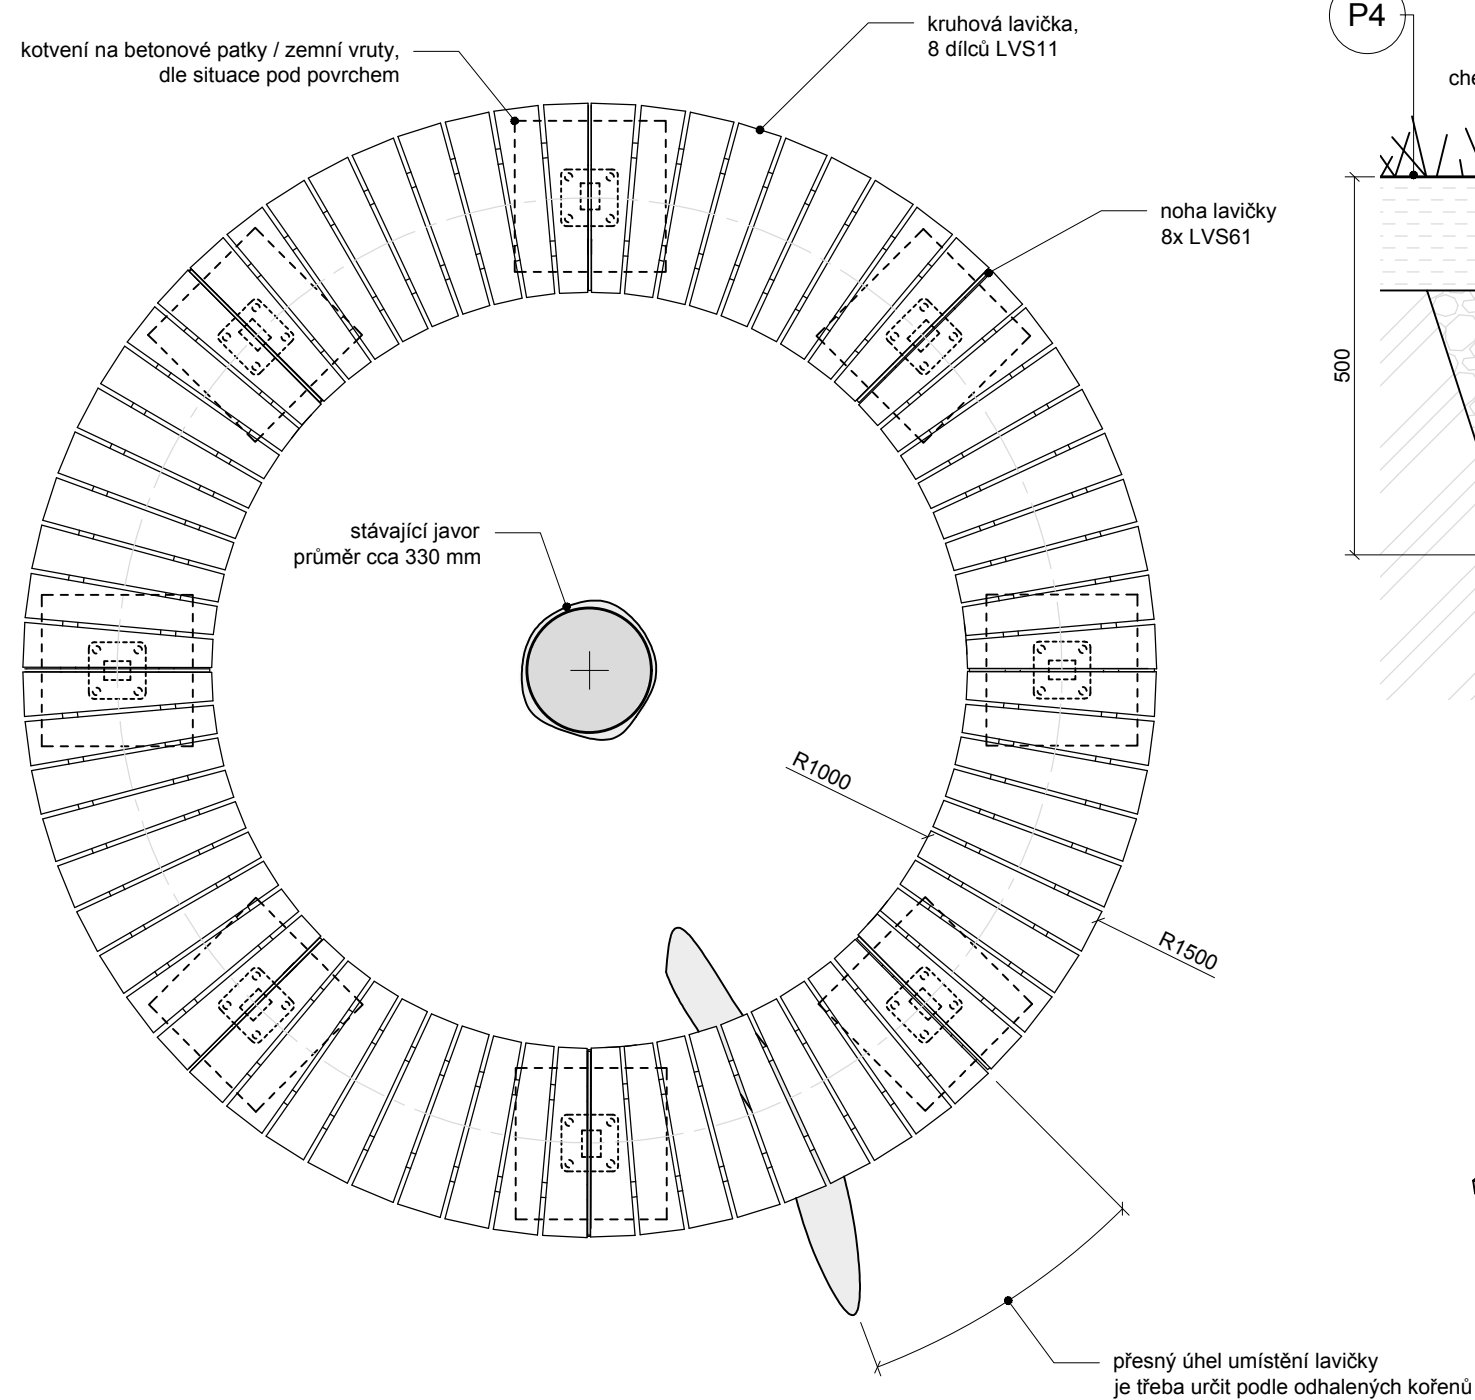 kotvení na betonové patky / zemní vruty,
dle situace pod povrchem
kruhová lavička,
8 dílců LVS11
P4
noha lavičky
8x LVS61
500
stávající javor
průměr cca 330 mm
R1000
R1500
přesný úhel umístění lavičky
je třeba určit podle odhalených kořenů